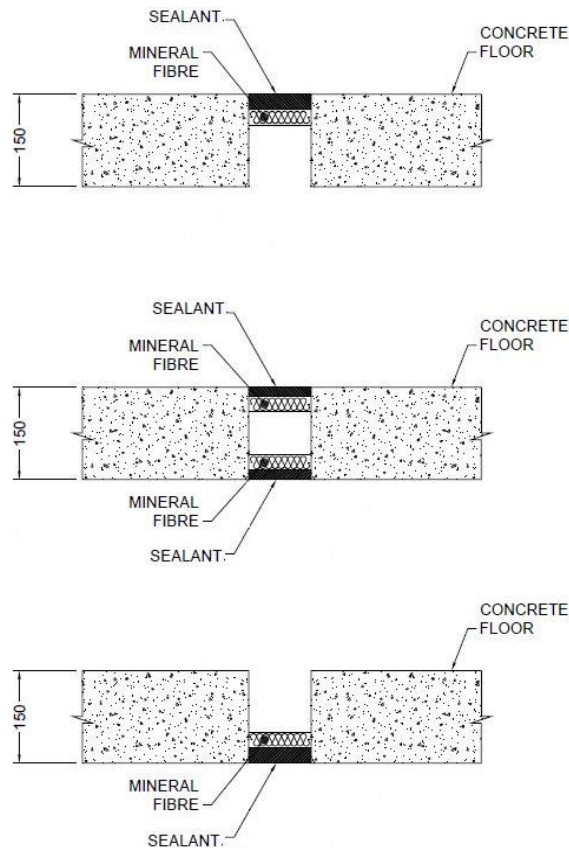 SEALANT.
CONCRETE
FLOOR
MINERAL
FIBRE
150
SEALANT.
CONCRETE
FLOOR
MINERAL
FIBRE
150
MINERAL
FIBRE
SEALANT.
CONCRETE
FLOOR
150
MINERAL
FIBRE
SEALANT.